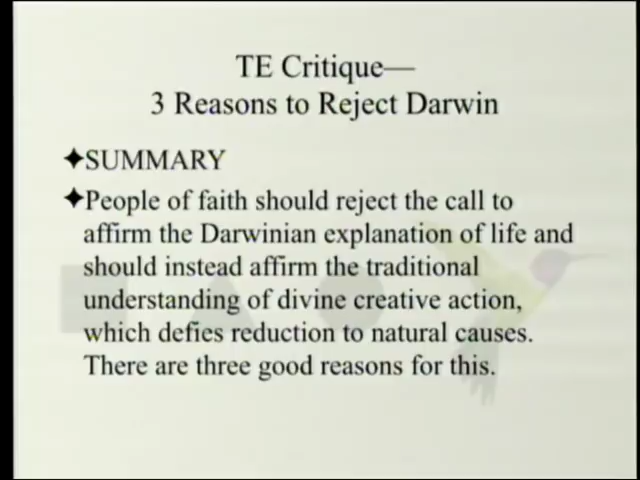 TE Critique—
3 Reasons to Reject Darwin
✦SUMMARY
✦People of faith should reject the call to
affirm the Darwinian explanation of life and
should instead affirm the traditional
understanding of divine creative action,
which defies reduction to natural causes.
There are three good reasons for this.